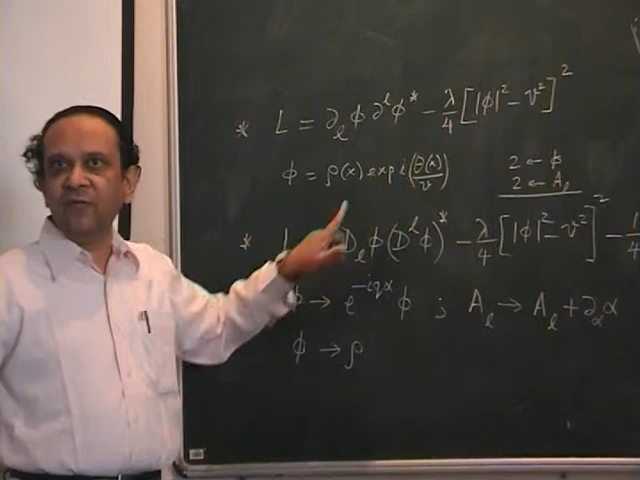 * L = ∂_ℓ ϕ ∂^ℓ ϕ* − λ/4 [|ϕ|² − v²]²
ϕ = ρ(x) exp i (θ(x)/v)
2 ← ϕ
2 ← A_ℓ
* L D_ℓ ϕ (D^ℓ ϕ)* − λ/4 [|ϕ|² − v²]² − 1/4
ϕ → e^{−iqα} ϕ ; A_ℓ → A_ℓ + ∂_α α
ϕ → ρ